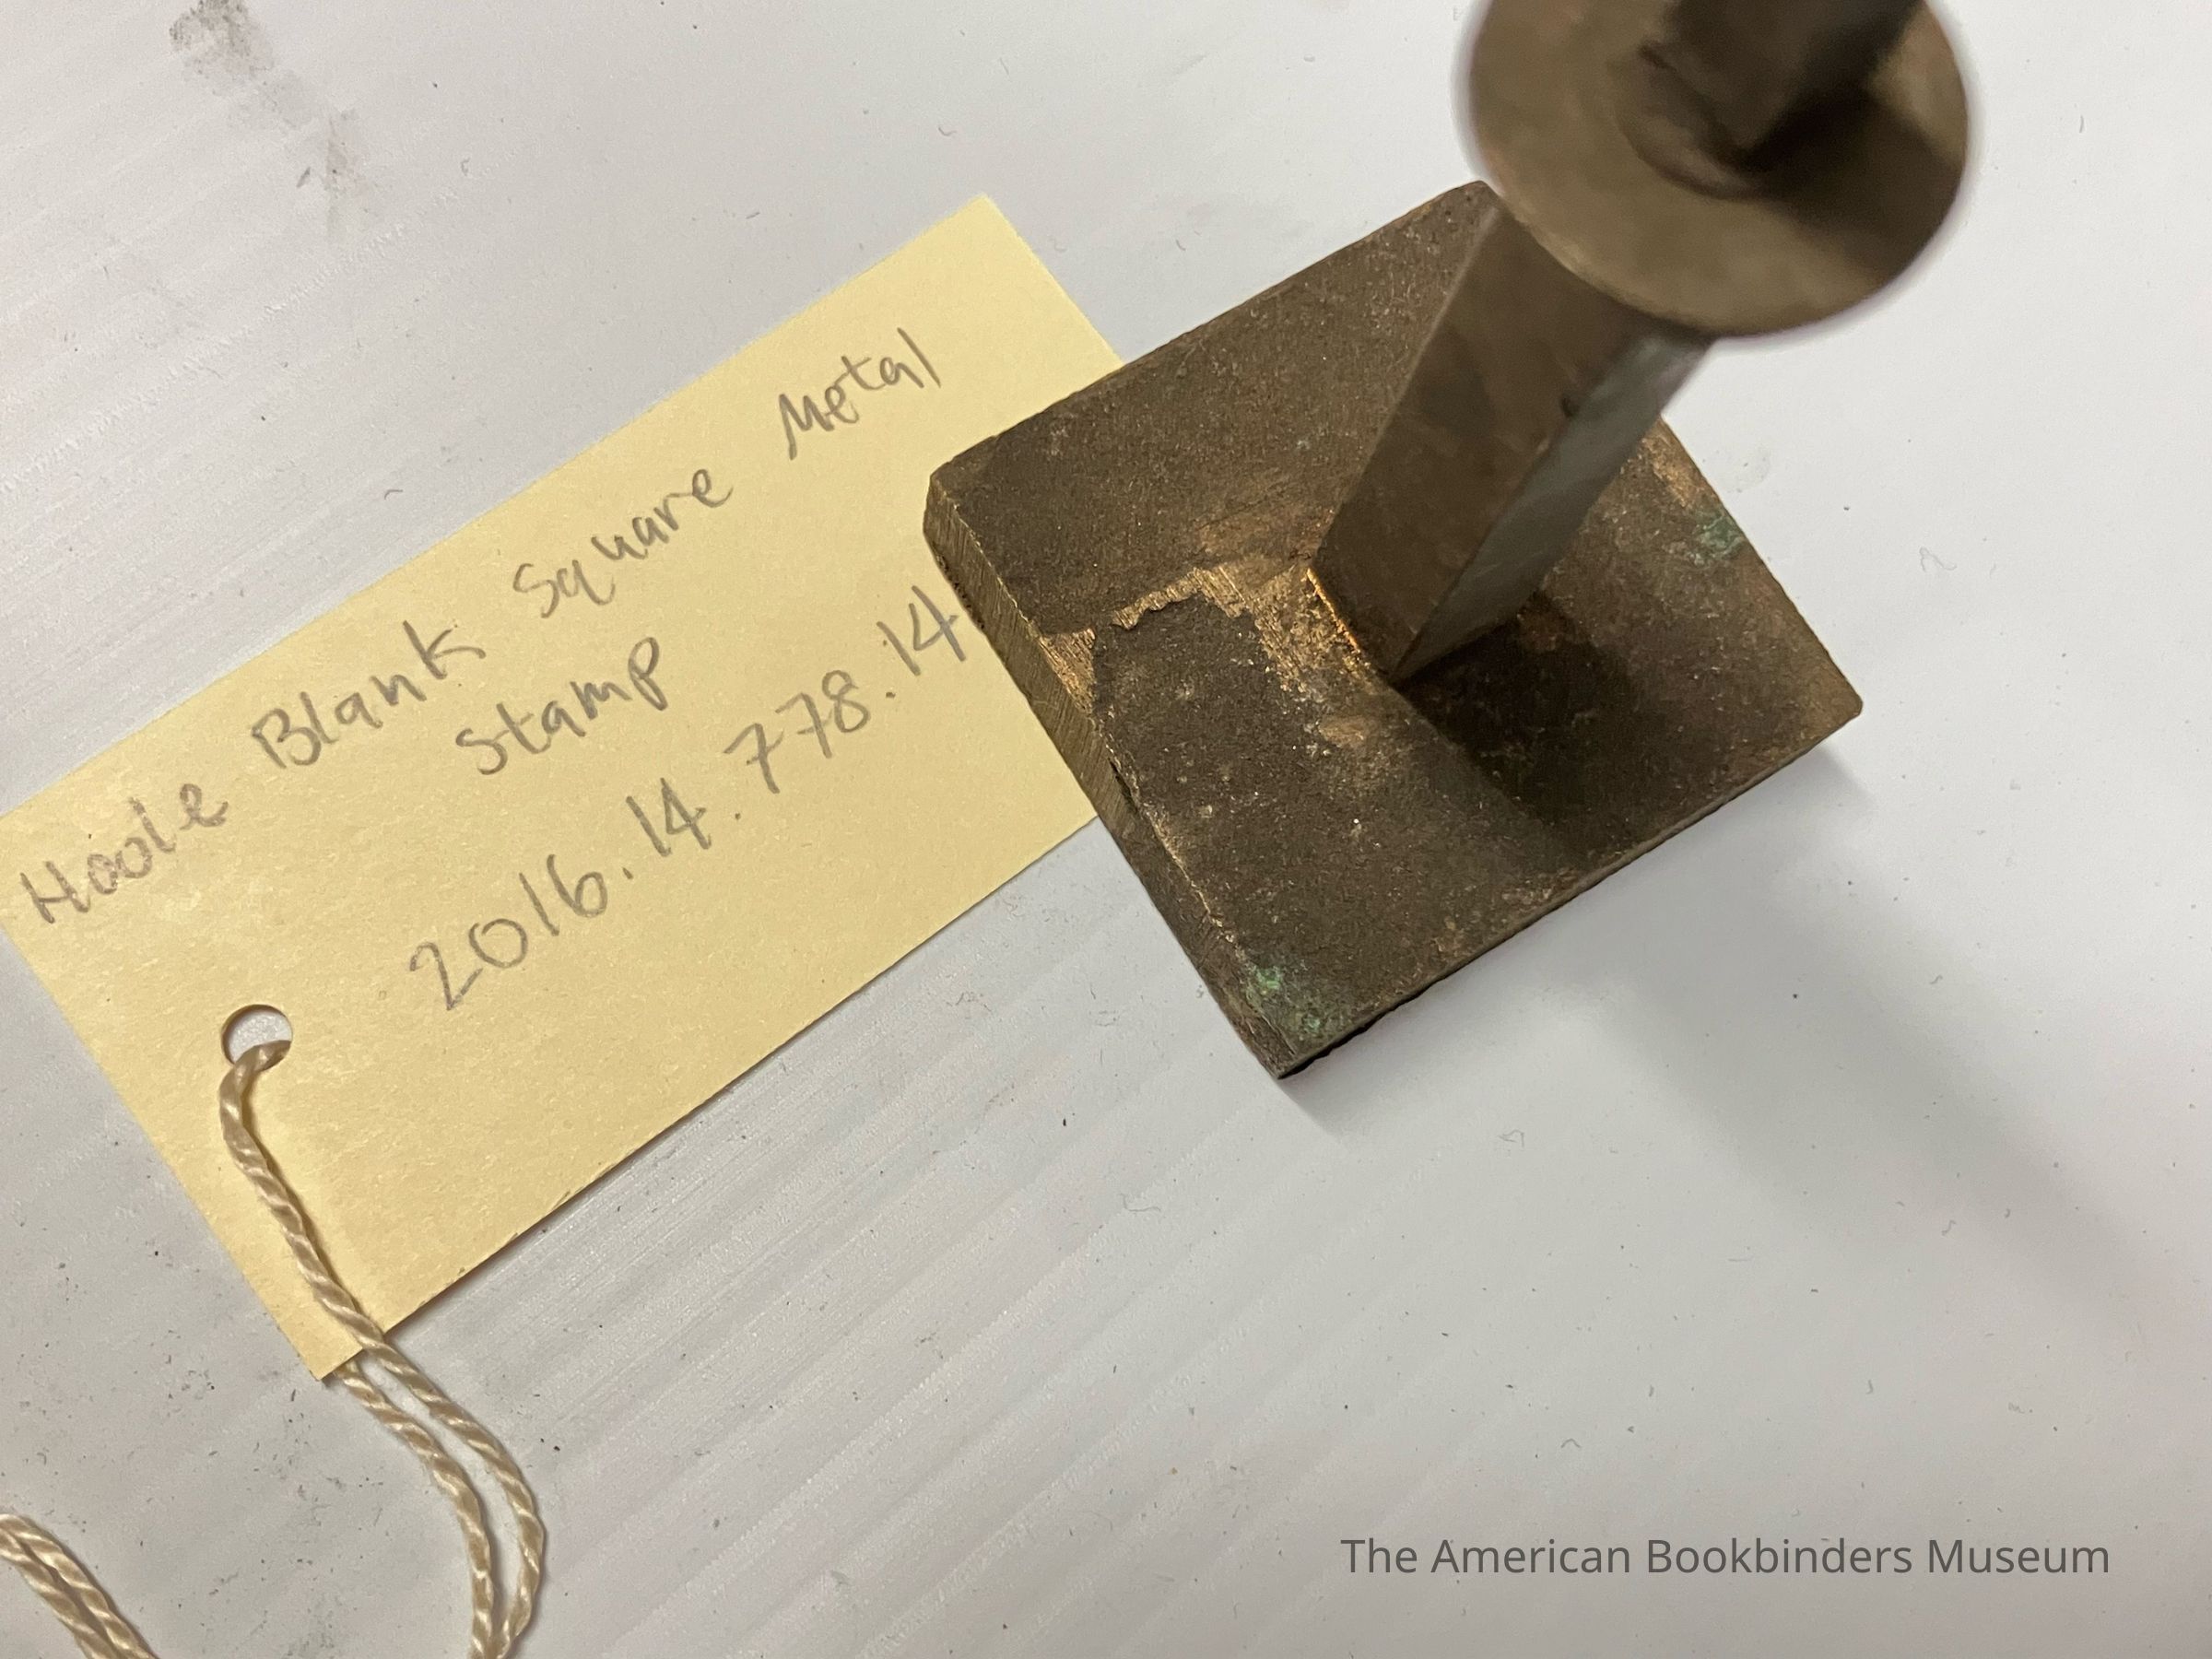 Hoole Blank Square Metal
Stamp
2016.14.778.14
The American Bookbinders Museum